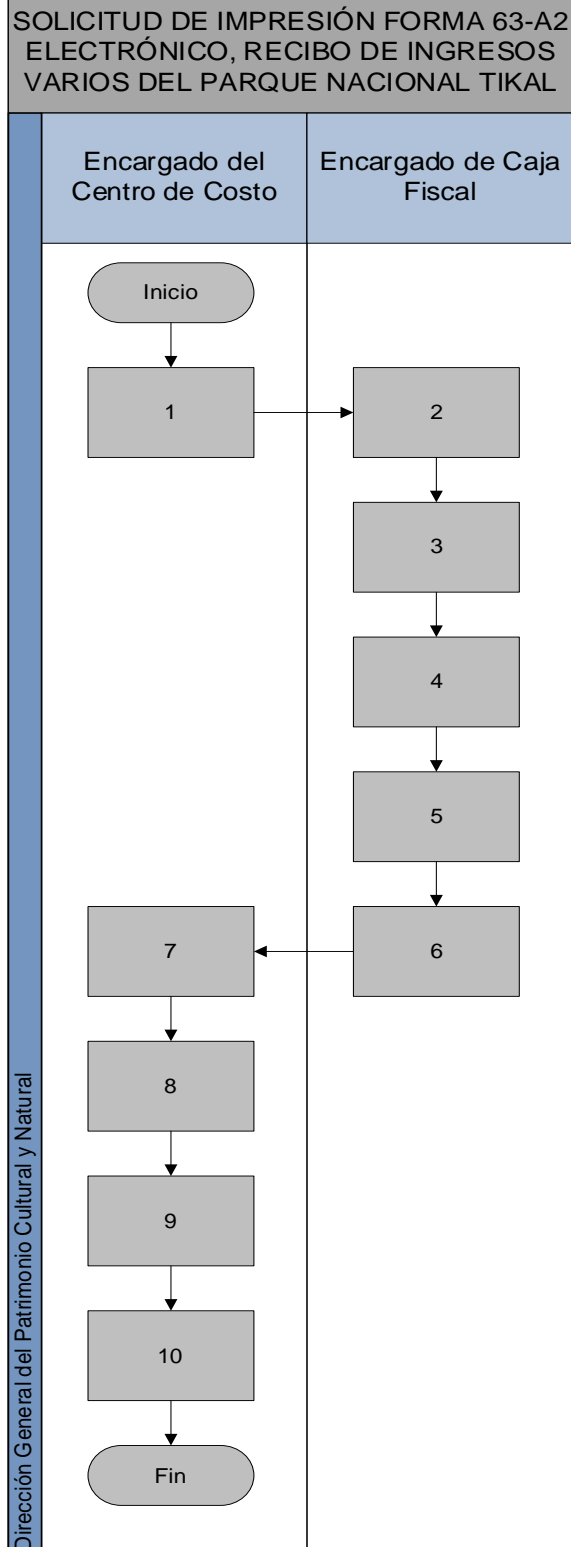 SOLICITUD DE IMPRESIÓN FORMA 63-A2
ELECTRÓNICO, RECIBO DE INGRESOS
VARIOS DEL PARQUE NACIONAL TIKAL
Encargado del
Centro de Costo
Encargado de Caja
Fiscal
Inicio
1
2
3
4
5
6
7
8
9
10
Fin
Dirección General del Patrimonio Cultural y Natural